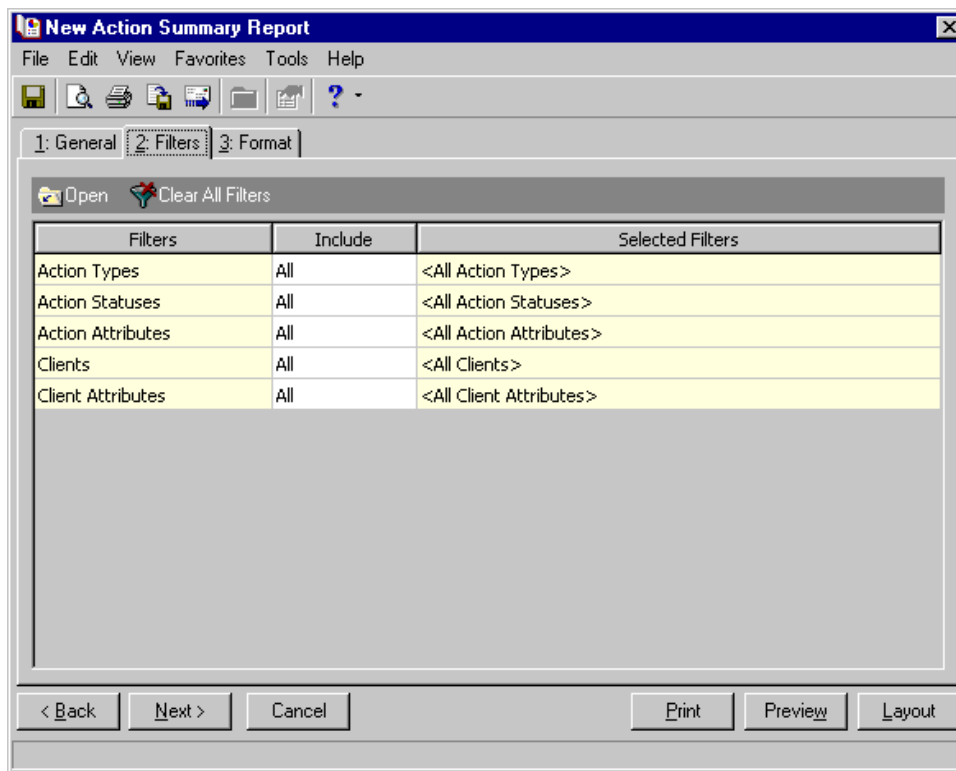 New Action Summary Report
File Edit View Favorites Tools Help
?
1: General 2: Filters 3: Format
Open Clear All Filters
Filters Include Selected Filters
Action Types All <All Action Types>
Action Statuses All <All Action Statuses>
Action Attributes All <All Action Attributes>
Clients All <All Clients>
Client Attributes All <All Client Attributes>
< Back Next > Cancel Print Preview Layout